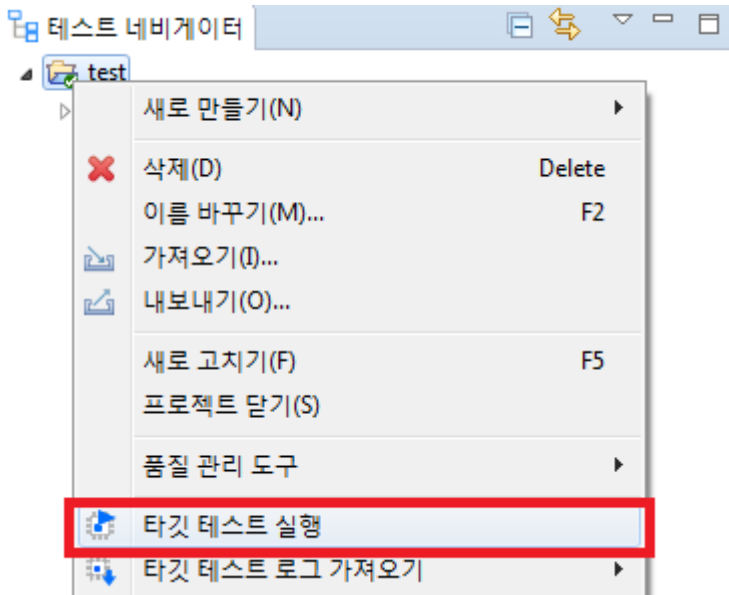 테스트 네비게이터
test
새로 만들기(N)
삭제(D) Delete
이름 바꾸기(M)... F2
가져오기(I)...
내보내기(O)...
새로 고치기(F) F5
프로젝트 닫기(S)
품질 관리 도구
타깃 테스트 실행
타깃 테스트 로그 가져오기